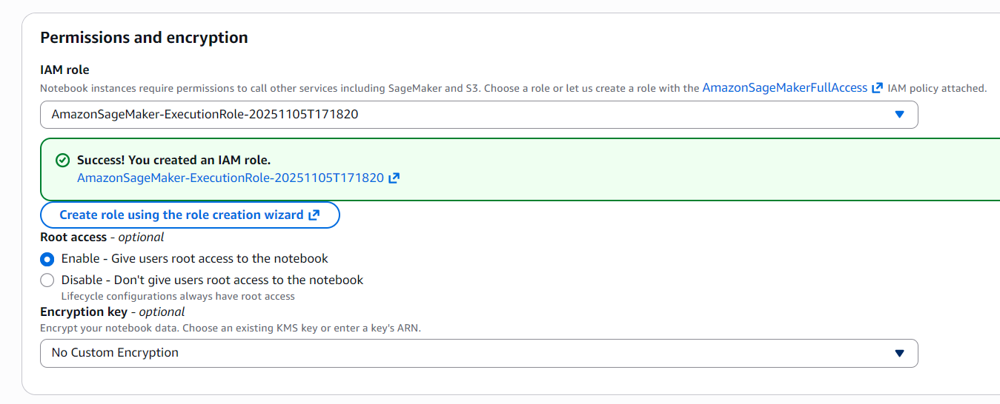 Permissions and encryption
IAM role
Notebook instances require permissions to call other services including SageMaker and S3. Choose a role or let us create a role with the AmazonSageMakerFullAccess IAM policy attached.
AmazonSageMaker-ExecutionRole-20251105T171820
Success! You created an IAM role.
AmazonSageMaker-ExecutionRole-20251105T171820
Create role using the role creation wizard
Root access - optional
Enable - Give users root access to the notebook
Disable - Don't give users root access to the notebook
Lifecycle configurations always have root access
Encryption key - optional
Encrypt your notebook data. Choose an existing KMS key or enter a key's ARN.
No Custom Encryption